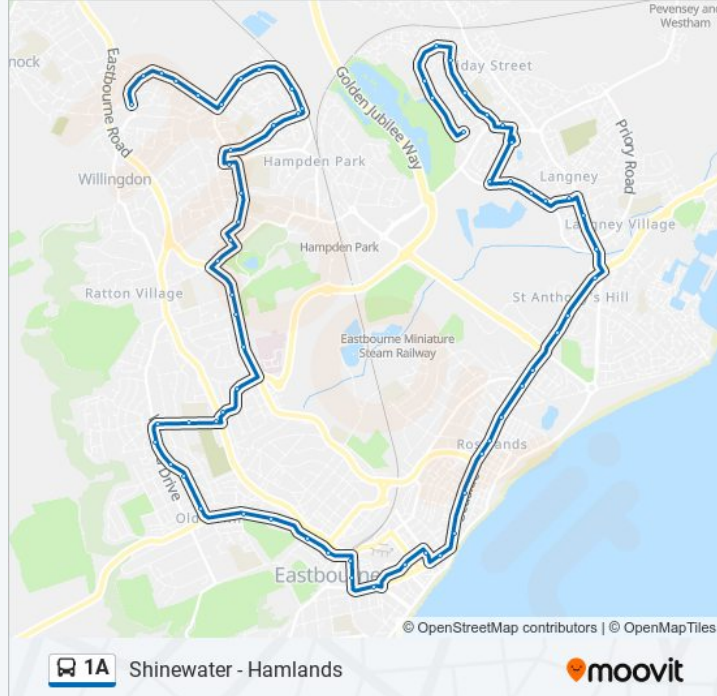 Pevensey and
Westham
nock
Eastbourne Road
Golden Jubilee Way
day Street
Priory Road
Hampden Park
Willingdon
Langney
Langney Village
Hampden Park
Ratton Village
St Anthony's Hill
Eastbourne Miniature
Steam Railway
Drive
Old
Eastbourne
© OpenStreetMap contributors | © OpenMapTiles
1A
Shinewater - Hamlands
moovit